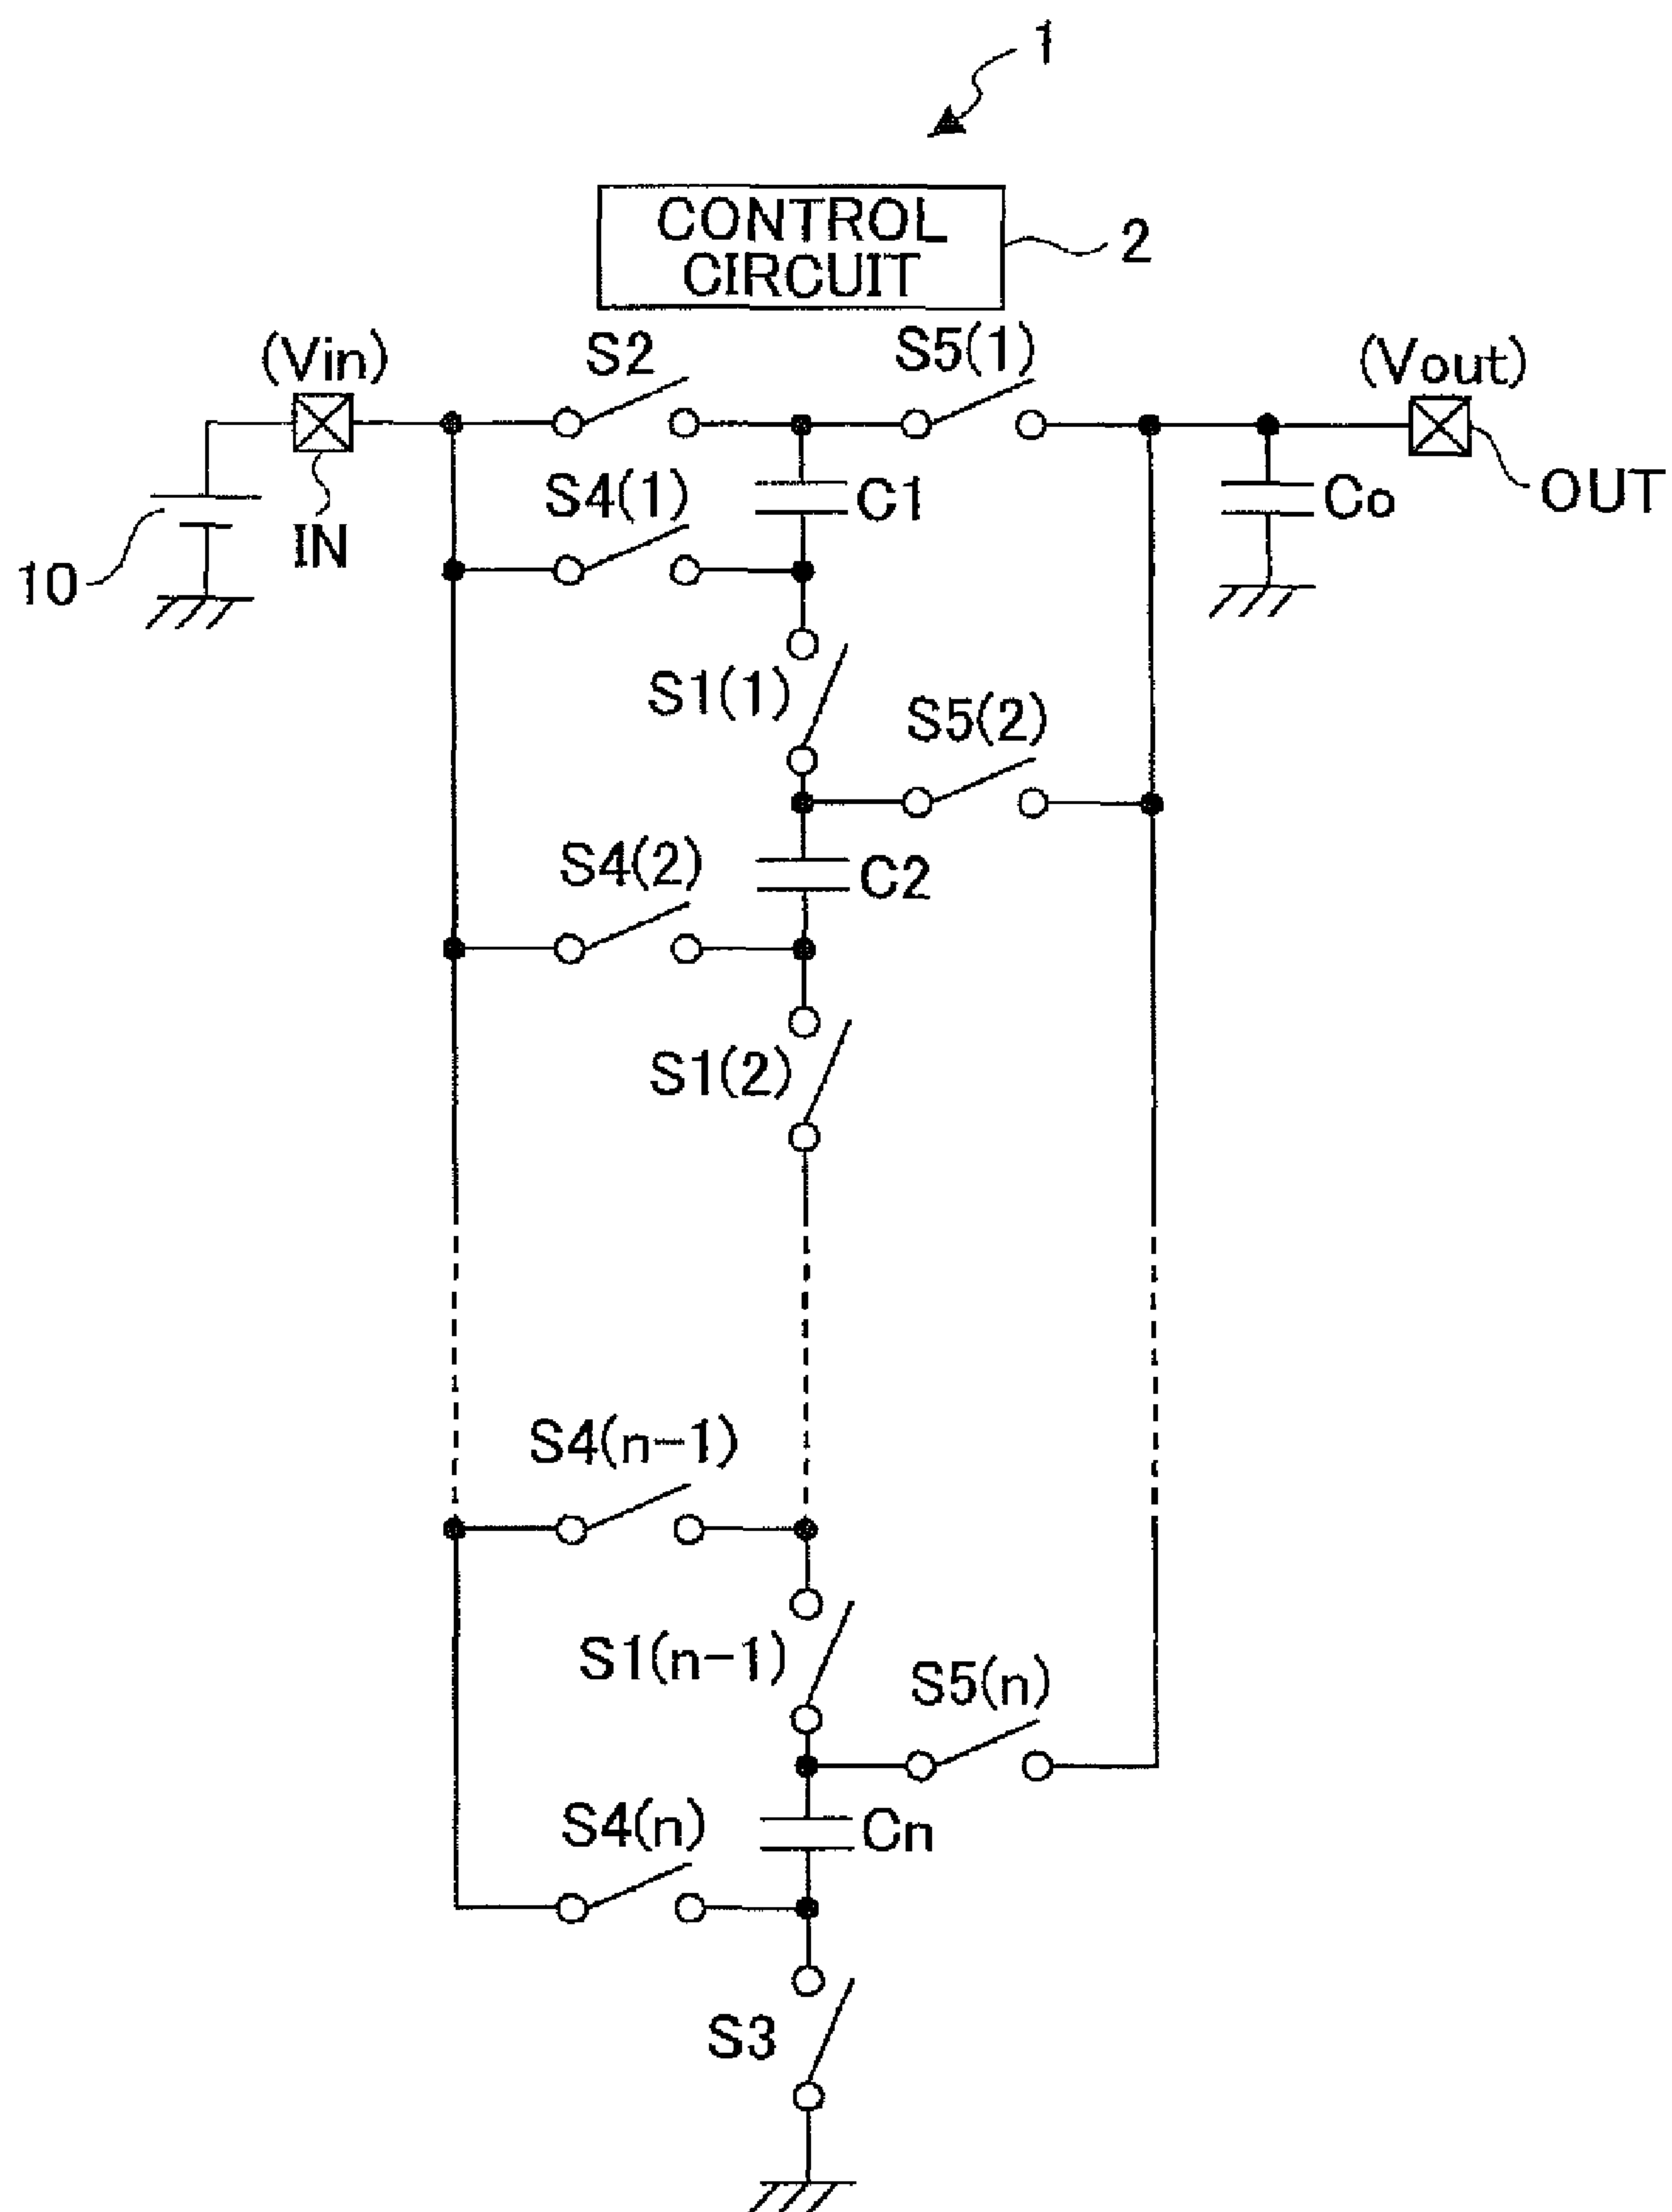 1
CONTROL
CIRCUIT
2
(Vin)
S2
S5(1)
(Vout)
S4(1)
C1
Co
OUT
IN
10
S1(1)
S5(2)
S4(2)
C2
S1(2)
S4(n-1)
S1(n-1)
S5(n)
S4(n)
Cn
S3